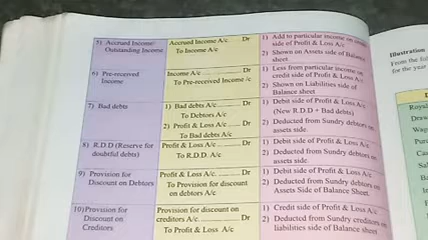 5) Accrued Income/ Accrued Income A/c ........ Dr 1) Add to particular income on credit
Outstanding Income To Income A/c side of Profit & Loss A/c
2) Shown on Assets side of Balance
sheet
6) Pre-received Income A/c ................ Dr 1) Less from particular income on
Income To Pre-received Income /c credit side of Profit & Loss A/c
2) Shown on Liabilities side of
Balance sheet
7) Bad debts 1) Bad debts A/c ........ Dr 1) Debit side of Profit & Loss A/c
To Debtors A/c (New R.D.D + Bad debts)
2) Profit & Loss A/c ....... Dr 2) Deducted from Sundry debtors on
To Bad debts A/c assets side.
8) R.D.D (Reserve for Profit & Loss A/c ............ Dr 1) Debit side of Profit & Loss A/c
doubtful debts) To R.D.D. A/c 2) Deducted from Sundry debtors on
assets side.
9) Provision for Profit & Loss A/c ............ Dr 1) Debit side of Profit & Loss A/c
Discount on Debtors To Provision for discount 2) Deducted from Sundry debtors on
on debtors A/c Assets Side of Balance Sheet.
10) Provision for Provision for discount on 1) Credit side of Profit & Loss A/c
Discount on creditors A/c ................ Dr 2) Deducted from Sundry creditors on
Creditors To Profit & Loss A/c liabilities side of Balance
Illustration
From the
for the year